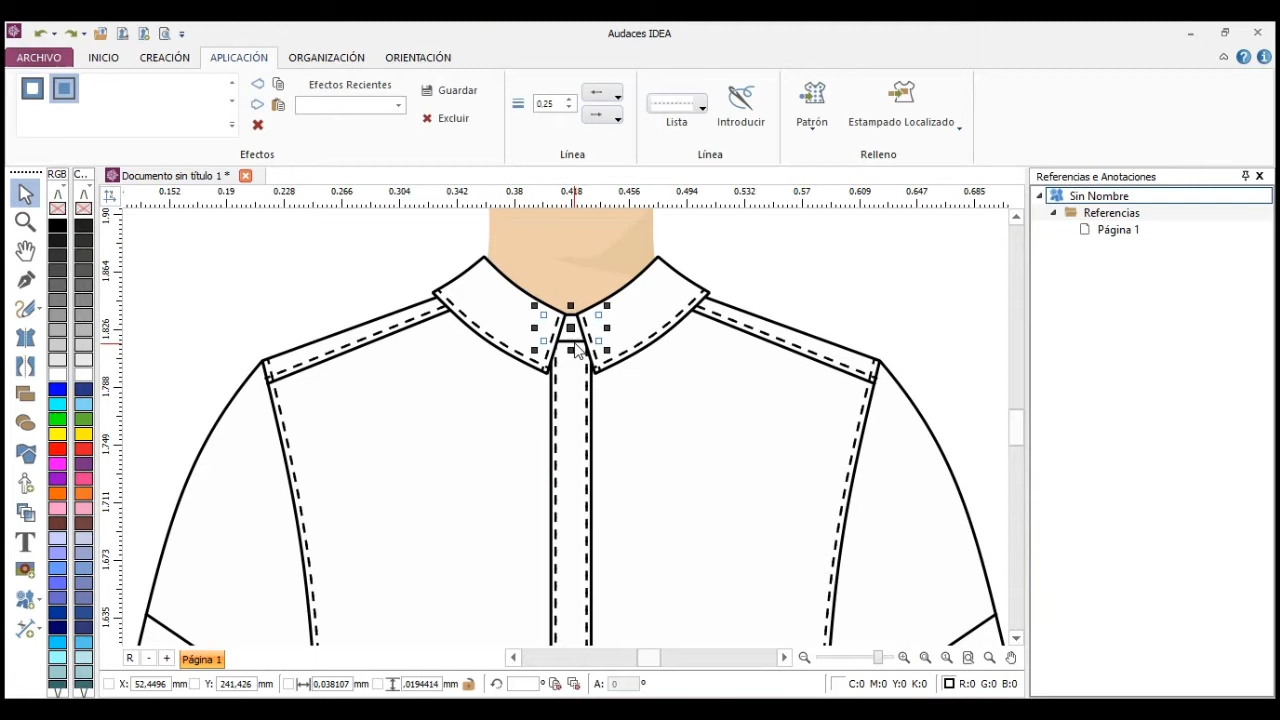 Audaces IDEA
ARCHIVO INICIO CREACIÓN APLICACIÓN ORGANIZACIÓN ORIENTACIÓN
Efectos Recientes
Guardar
Excluir
0.25
Lista
Introducir
Patrón
Estampado Localizado
Efectos Línea Línea Relleno
RGB C...
Documento sin título 1 *
Referencias e Anotaciones
Sin Nombre
Referencias
Página 1
0.152 0.19 0.228 0.266 0.304 0.342 0.38 0.418 0.456 0.494 0.532 0.57 0.609 0.647 0.685
1.90
1.864
1.826
1.788
1.749
1.711
1.673
1.635
R - + Página 1
X: 52,4496 mm Y: 241,426 mm 0,038107 mm .0194414 mm º A: 0 º C:0 M:0 Y:0 K:0 R:0 G:0 B:0